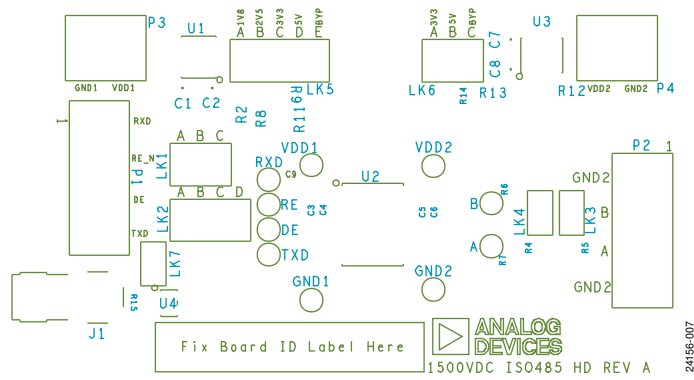 P3
U1
1V8 2V5 3V3 5V BYP
A B C D E
LK5
3V3 5V BYP
A B C
LK6
C7
C8
U3
P4
GND1 VDD1
C1 C2
R2
R8
R14
R13
R12
VDD2 GND2
1
RXD
RE_N
P1
DE
TXD
A B C
LK1
A B C D
LK2
LK7
VDD1
RXD
C9
RE
DE
TXD
GND1
U2
C3
C4
VDD2
C5
C6
GND2
B
R6
A
R7
LK4
R4
LK3
R5
P2 1
GND2
B
A
GND2
J1
R15
U4
Fix Board ID Label Here
ANALOG
DEVICES
1500VDC ISO485 HD REV A
24156-007